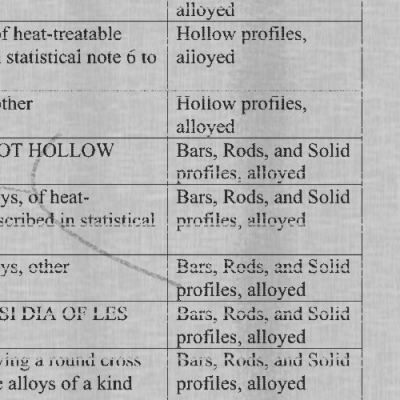 alloyed
of heat-treatable
statistical note 6 to
Hollow profiles,
alloyed
other
Hollow profiles,
alloyed
OT HOLLOW
Bars, Rods, and Solid
profiles, alloyed
ys, of heat-
scribed in statistical
Bars, Rods, and Solid
profiles, alloyed
ys, other
Bars, Rods, and Solid
profiles, alloyed
SI DIA OF LES
Bars, Rods, and Solid
profiles, alloyed
ving a round cross
e alloys of a kind
Bars, Rods, and Solid
profiles, alloyed